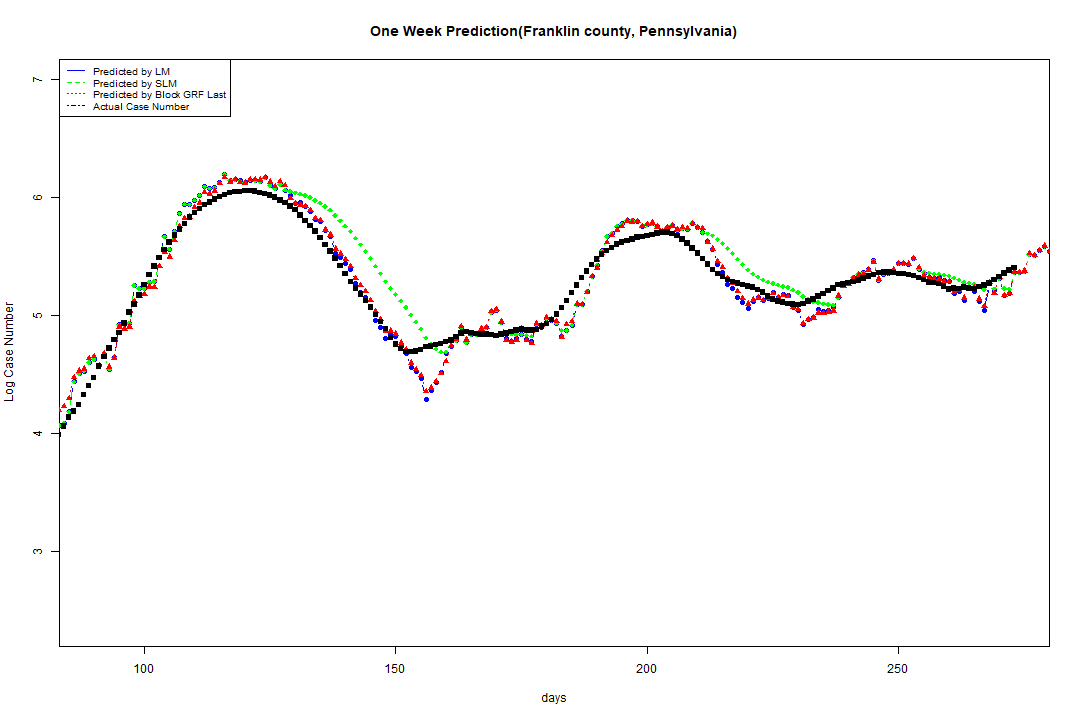 One Week Prediction(Franklin county, Pennsylvania)
Predicted by LM
Predicted by SLM
Predicted by Block GRF Last
Actual Case Number
7
6
5
4
3
Log Case Number
100 150 200 250
days